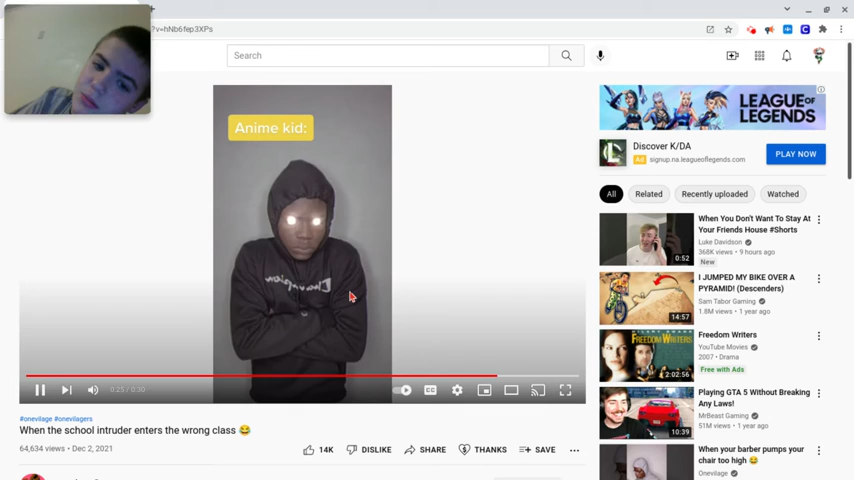 ?v=hNb6fep3XPs
Search
Anime kid:
Champion
0:25 / 0:30
#onevilage #onevilagers
When the school intruder enters the wrong class 😂
64,634 views • Dec 2, 2021
14K
DISLIKE
SHARE
THANKS
SAVE
LEAGUE OF LEGENDS
Discover K/DA
Ad signup.na.leagueoflegends.com
PLAY NOW
All
Related
Recently uploaded
Watched
When You Don't Want To Stay At
Your Friends House #Shorts
Luke Davidson
368K views • 9 hours ago
New
0:52
I JUMPED MY BIKE OVER A
PYRAMID! (Descenders)
Sam Tabor Gaming
1.8M views • 1 year ago
14:57
Freedom Writers
YouTube Movies
2007 • Drama
Free with Ads
FREEDOM WRITERS
2:02:56
Playing GTA 5 Without Breaking
Any Laws!
MrBeast Gaming
51M views • 1 year ago
10:39
When your barber pumps your
chair too high 😂
Onevilage